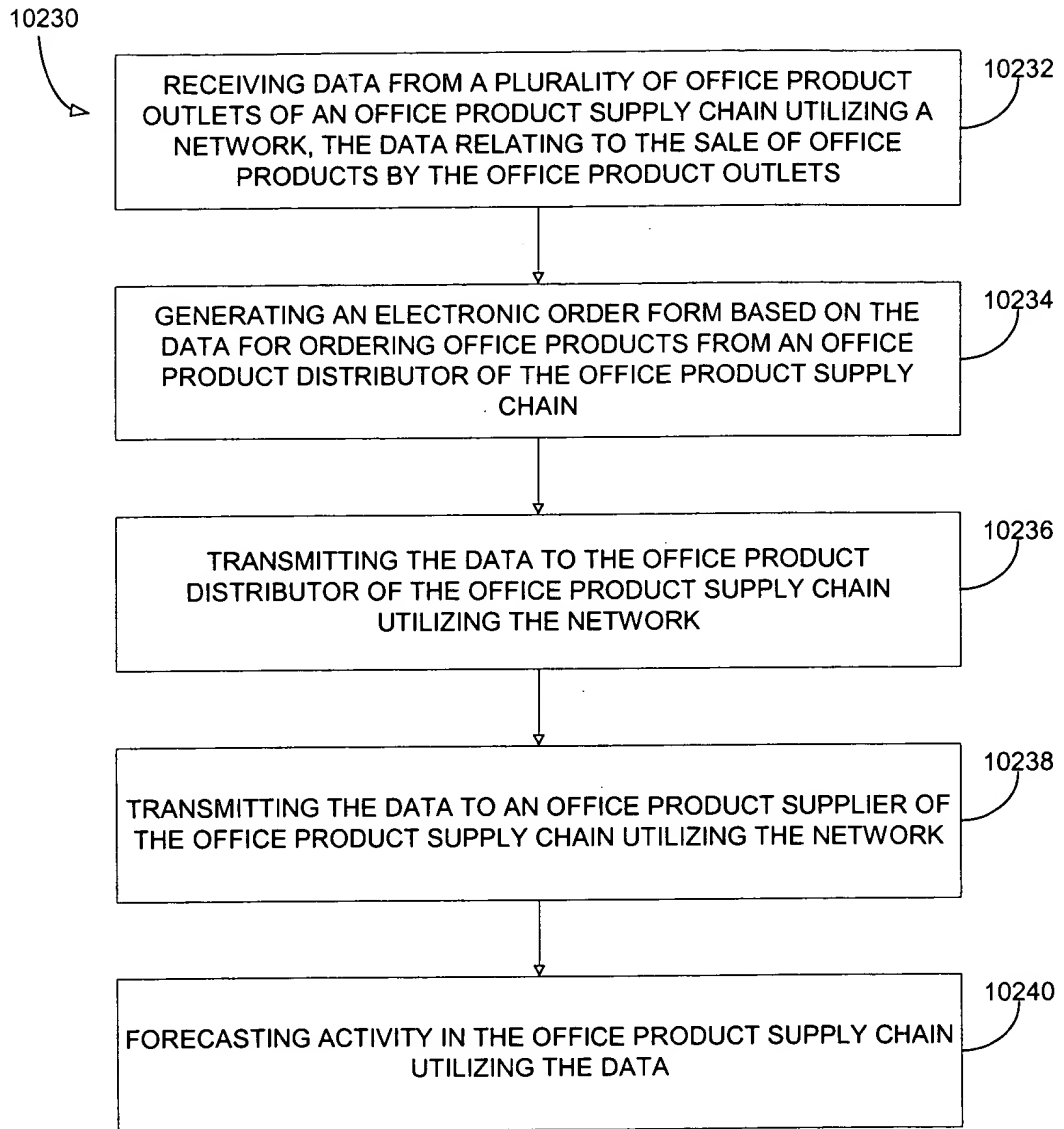 10230
RECEIVING DATA FROM A PLURALITY OF OFFICE PRODUCT
OUTLETS OF AN OFFICE PRODUCT SUPPLY CHAIN UTILIZING A
NETWORK, THE DATA RELATING TO THE SALE OF OFFICE
PRODUCTS BY THE OFFICE PRODUCT OUTLETS
10232
GENERATING AN ELECTRONIC ORDER FORM BASED ON THE
DATA FOR ORDERING OFFICE PRODUCTS FROM AN OFFICE
PRODUCT DISTRIBUTOR OF THE OFFICE PRODUCT SUPPLY
CHAIN
10234
TRANSMITTING THE DATA TO THE OFFICE PRODUCT
DISTRIBUTOR OF THE OFFICE PRODUCT SUPPLY CHAIN
UTILIZING THE NETWORK
10236
TRANSMITTING THE DATA TO AN OFFICE PRODUCT SUPPLIER OF
THE OFFICE PRODUCT SUPPLY CHAIN UTILIZING THE NETWORK
10238
FORECASTING ACTIVITY IN THE OFFICE PRODUCT SUPPLY CHAIN
UTILIZING THE DATA
10240